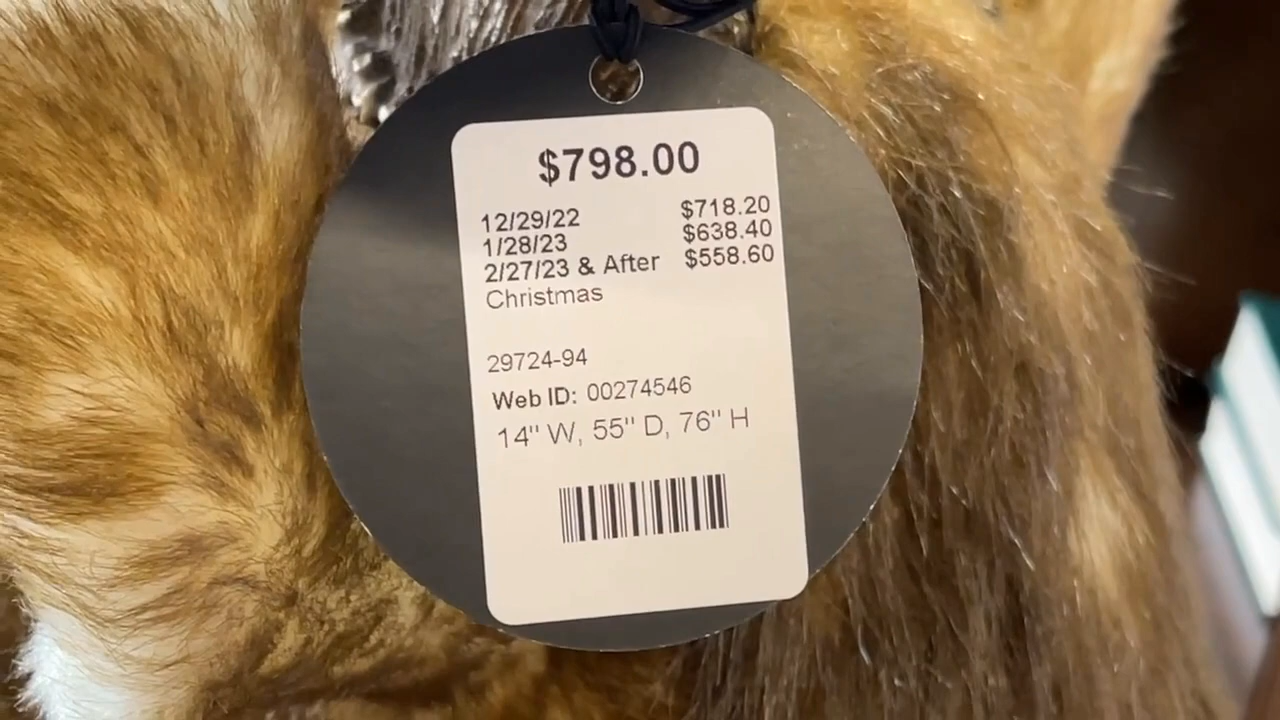 $798.00
12/29/22 $718.20
1/28/23 $638.40
2/27/23 & After $558.60
Christmas
29724-94
Web ID: 00274546
14" W, 55" D, 76" H